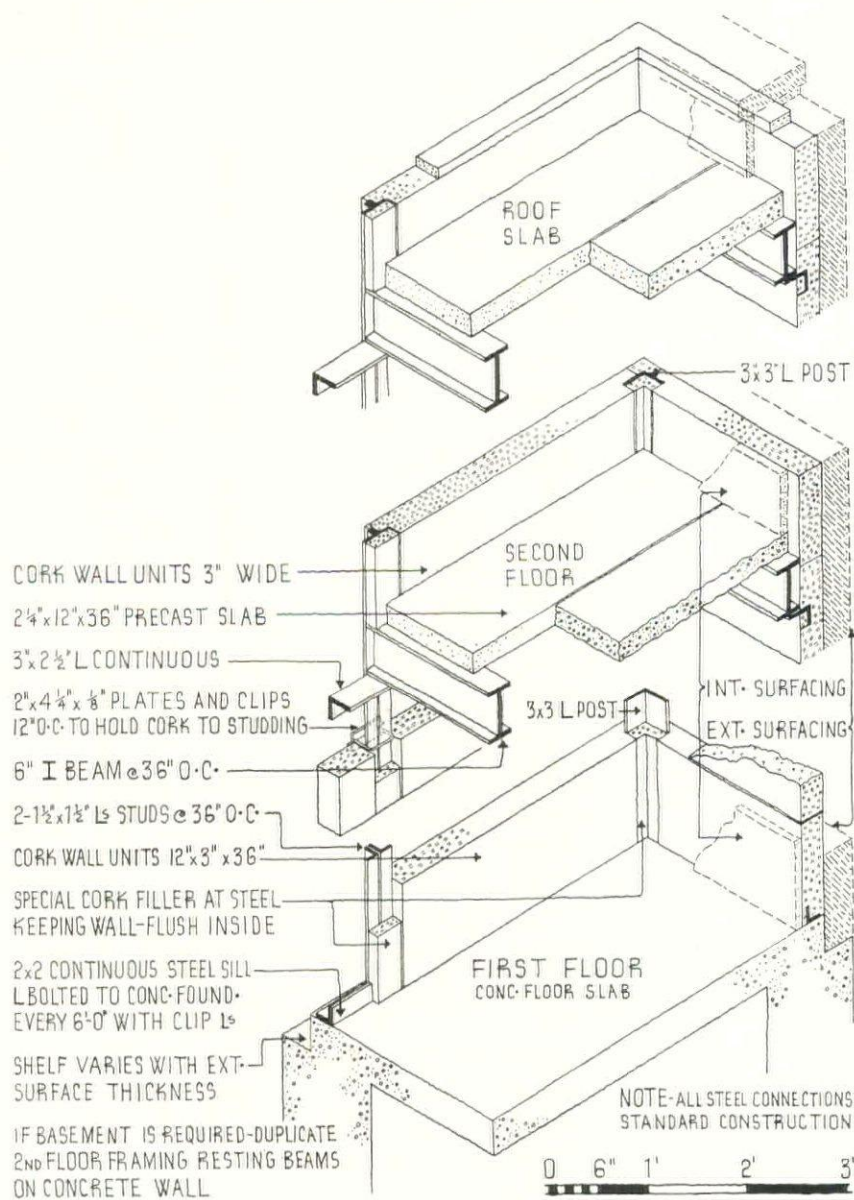 ROOF
SLAB
3"x3" L POST
CORK WALL UNITS 3" WIDE
SECOND
FLOOR
2¼"x12"x36" PRECAST SLAB
3"x2½" L CONTINUOUS
2"x4¼"x⅛" PLATES AND CLIPS
12"O·C· TO HOLD CORK TO STUDDING
3x3 L POST
INT· SURFACING
EXT· SURFACING
6" I BEAM @ 36" O·C·
2-1½"x1½" Ls STUDS @ 36" O·C·
CORK WALL UNITS 12"x3"x36"
SPECIAL CORK FILLER AT STEEL
KEEPING WALL-FLUSH INSIDE
2x2 CONTINUOUS STEEL SILL
L BOLTED TO CONC·FOUND·
EVERY 6'-0" WITH CLIP Ls
FIRST FLOOR
CONC·FLOOR SLAB
SHELF VARIES WITH EXT·
SURFACE THICKNESS
NOTE-ALL STEEL CONNECTIONS
STANDARD CONSTRUCTION
IF BASEMENT IS REQUIRED-DUPLICATE
2ND FLOOR FRAMING RESTING BEAMS
ON CONCRETE WALL
0 6" 1' 2' 3'